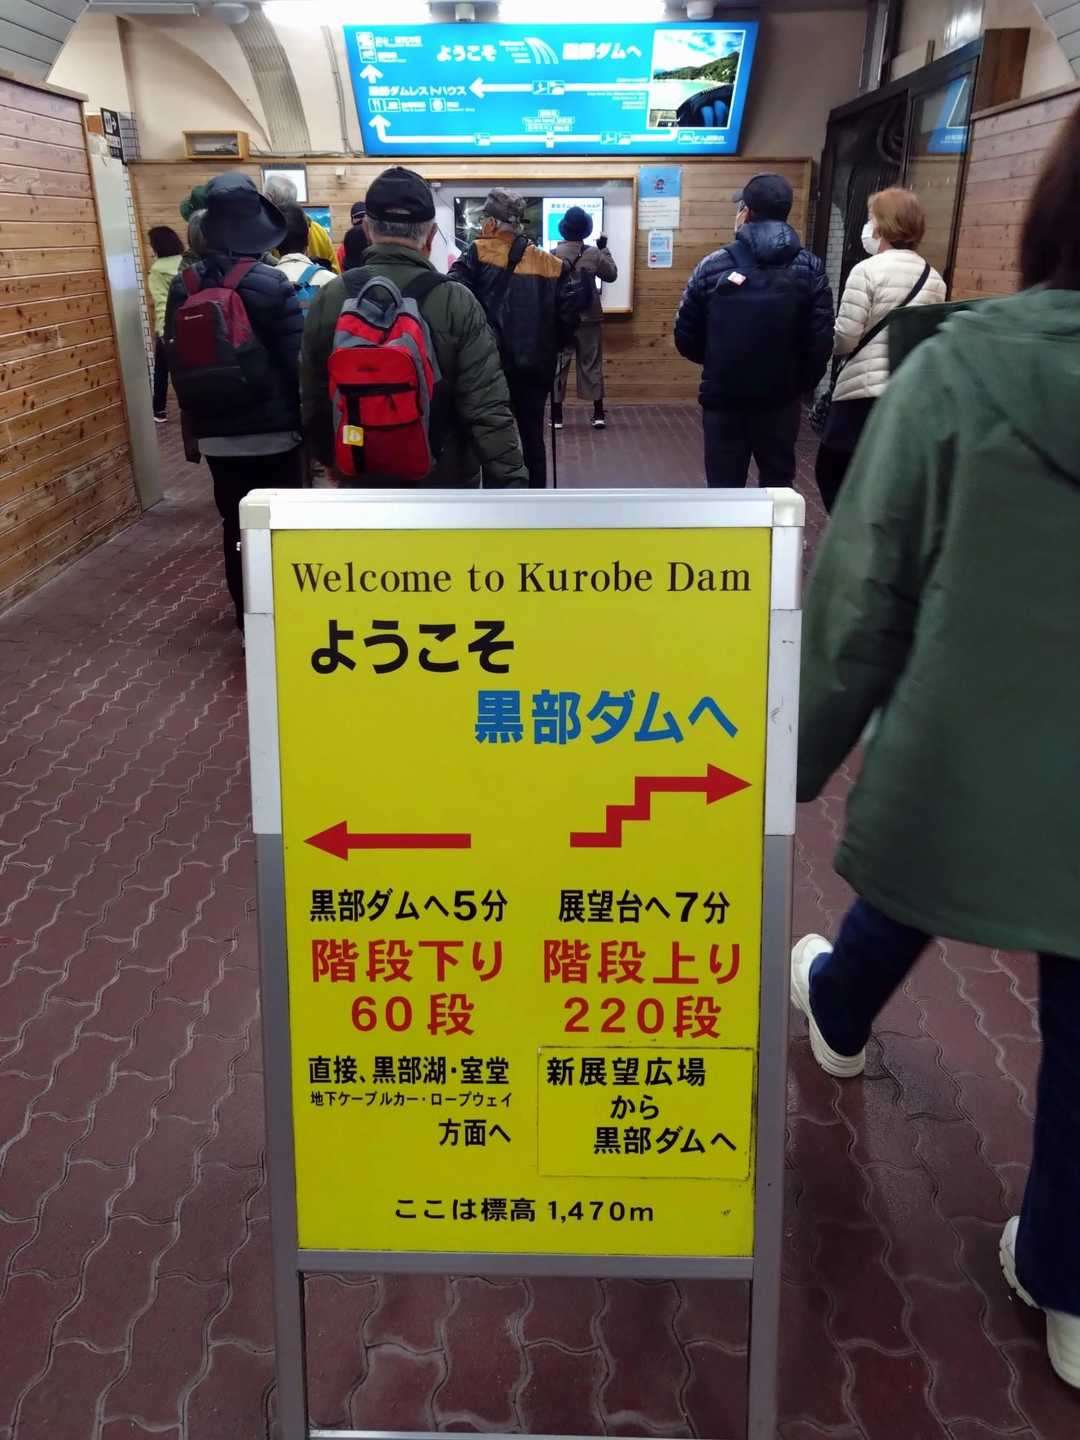 ようこそ
黒部ダムへ
黒部ダムレストハウス
Welcome to Kurobe Dam
ようこそ
黒部ダムへ
黒部ダムへ5分
階段下り
60段
直接、黒部湖・室堂
地下ケーブルカー・ロープウェイ
方面へ
展望台へ7分
階段上り
220段
新展望広場
から
黒部ダムへ
ここは標高 1,470m